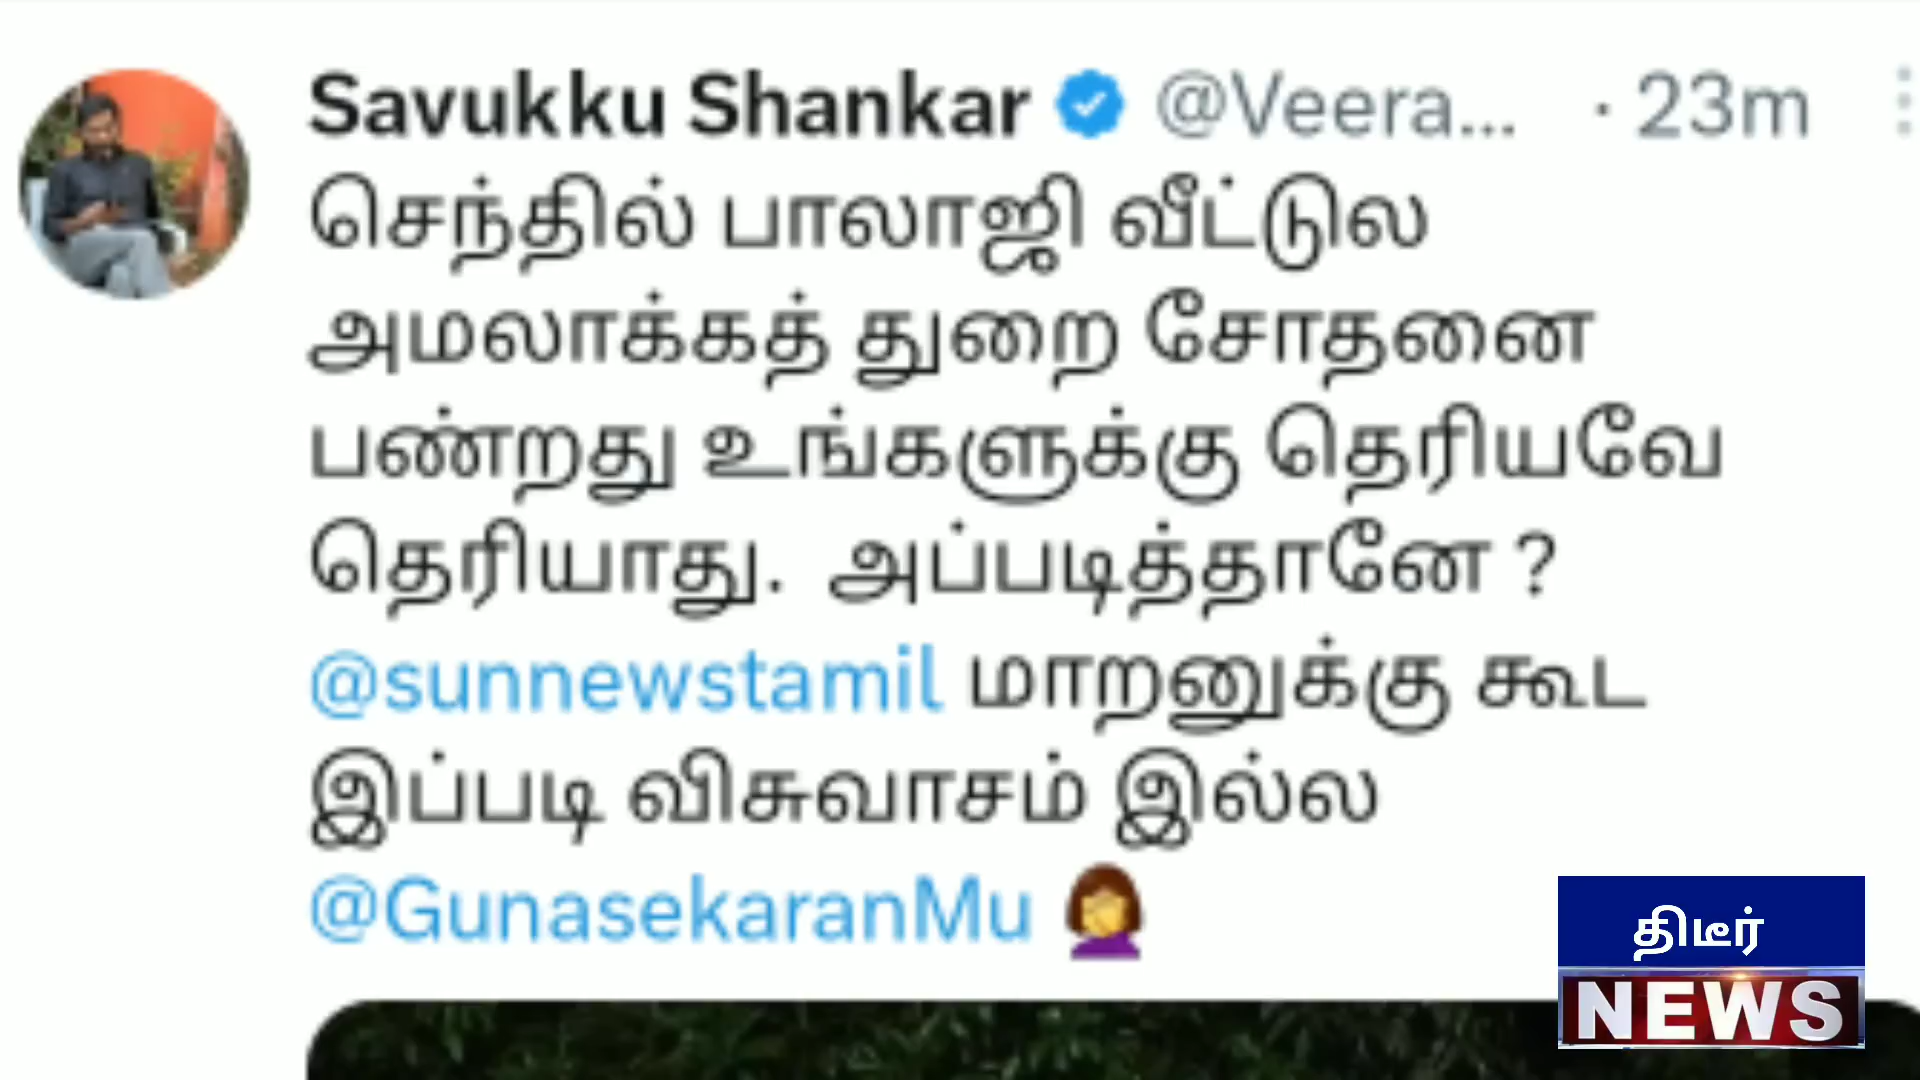 Savukku Shankar @Veera... · 23m
செந்தில் பாலாஜி வீட்டுல
அமலாக்கத் துறை சோதனை
பண்றது உங்களுக்கு தெரியவே
தெரியாது. அப்படித்தானே ?
@sunnewstamil மாறனுக்கு கூட
இப்படி விசுவாசம் இல்ல
@GunasekaranMu 🤦‍♀️
திடீர்
NEWS